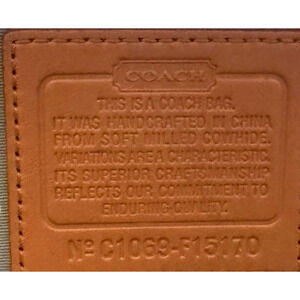 COACH
THIS IS A COACH BAG.
IT WAS HANDCRAFTED IN CHINA
FROM SOFT MILLED COWHIDE.
VARIATIONS ARE A CHARACTERISTIC.
ITS SUPERIOR CRAFTSMANSHIP
REFLECTS OUR COMMITMENT TO
ENDURING QUALITY.
Nº C1069-F15170